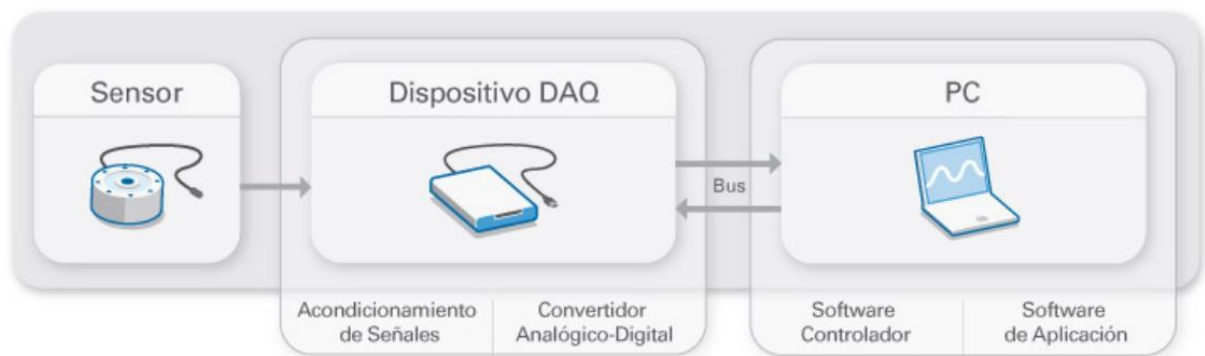 Sensor
Dispositivo DAQ
PC
Bus
Acondicionamiento
de Señales
Convertidor
Analógico-Digital
Software
Controlador
Software
de Aplicación